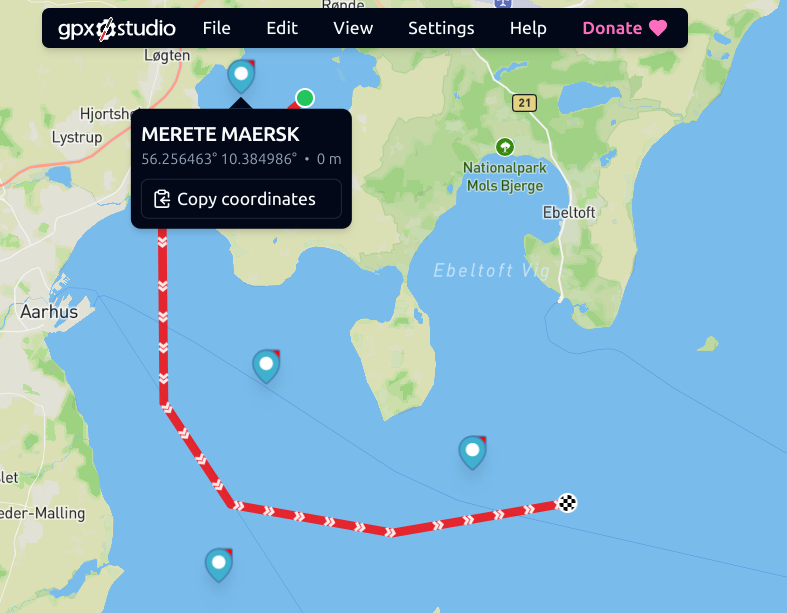 Rønde
gpx studio File Edit View Settings Help Donate
Løgten
21
Hjortsh
Lystrup
MERETE MAERSK
56.256463° 10.384986° • 0 m
Copy coordinates
Nationalpark
Mols Bjerge
Ebeltoft
Ebeltoft Vig
Aarhus
let
eder-Malling